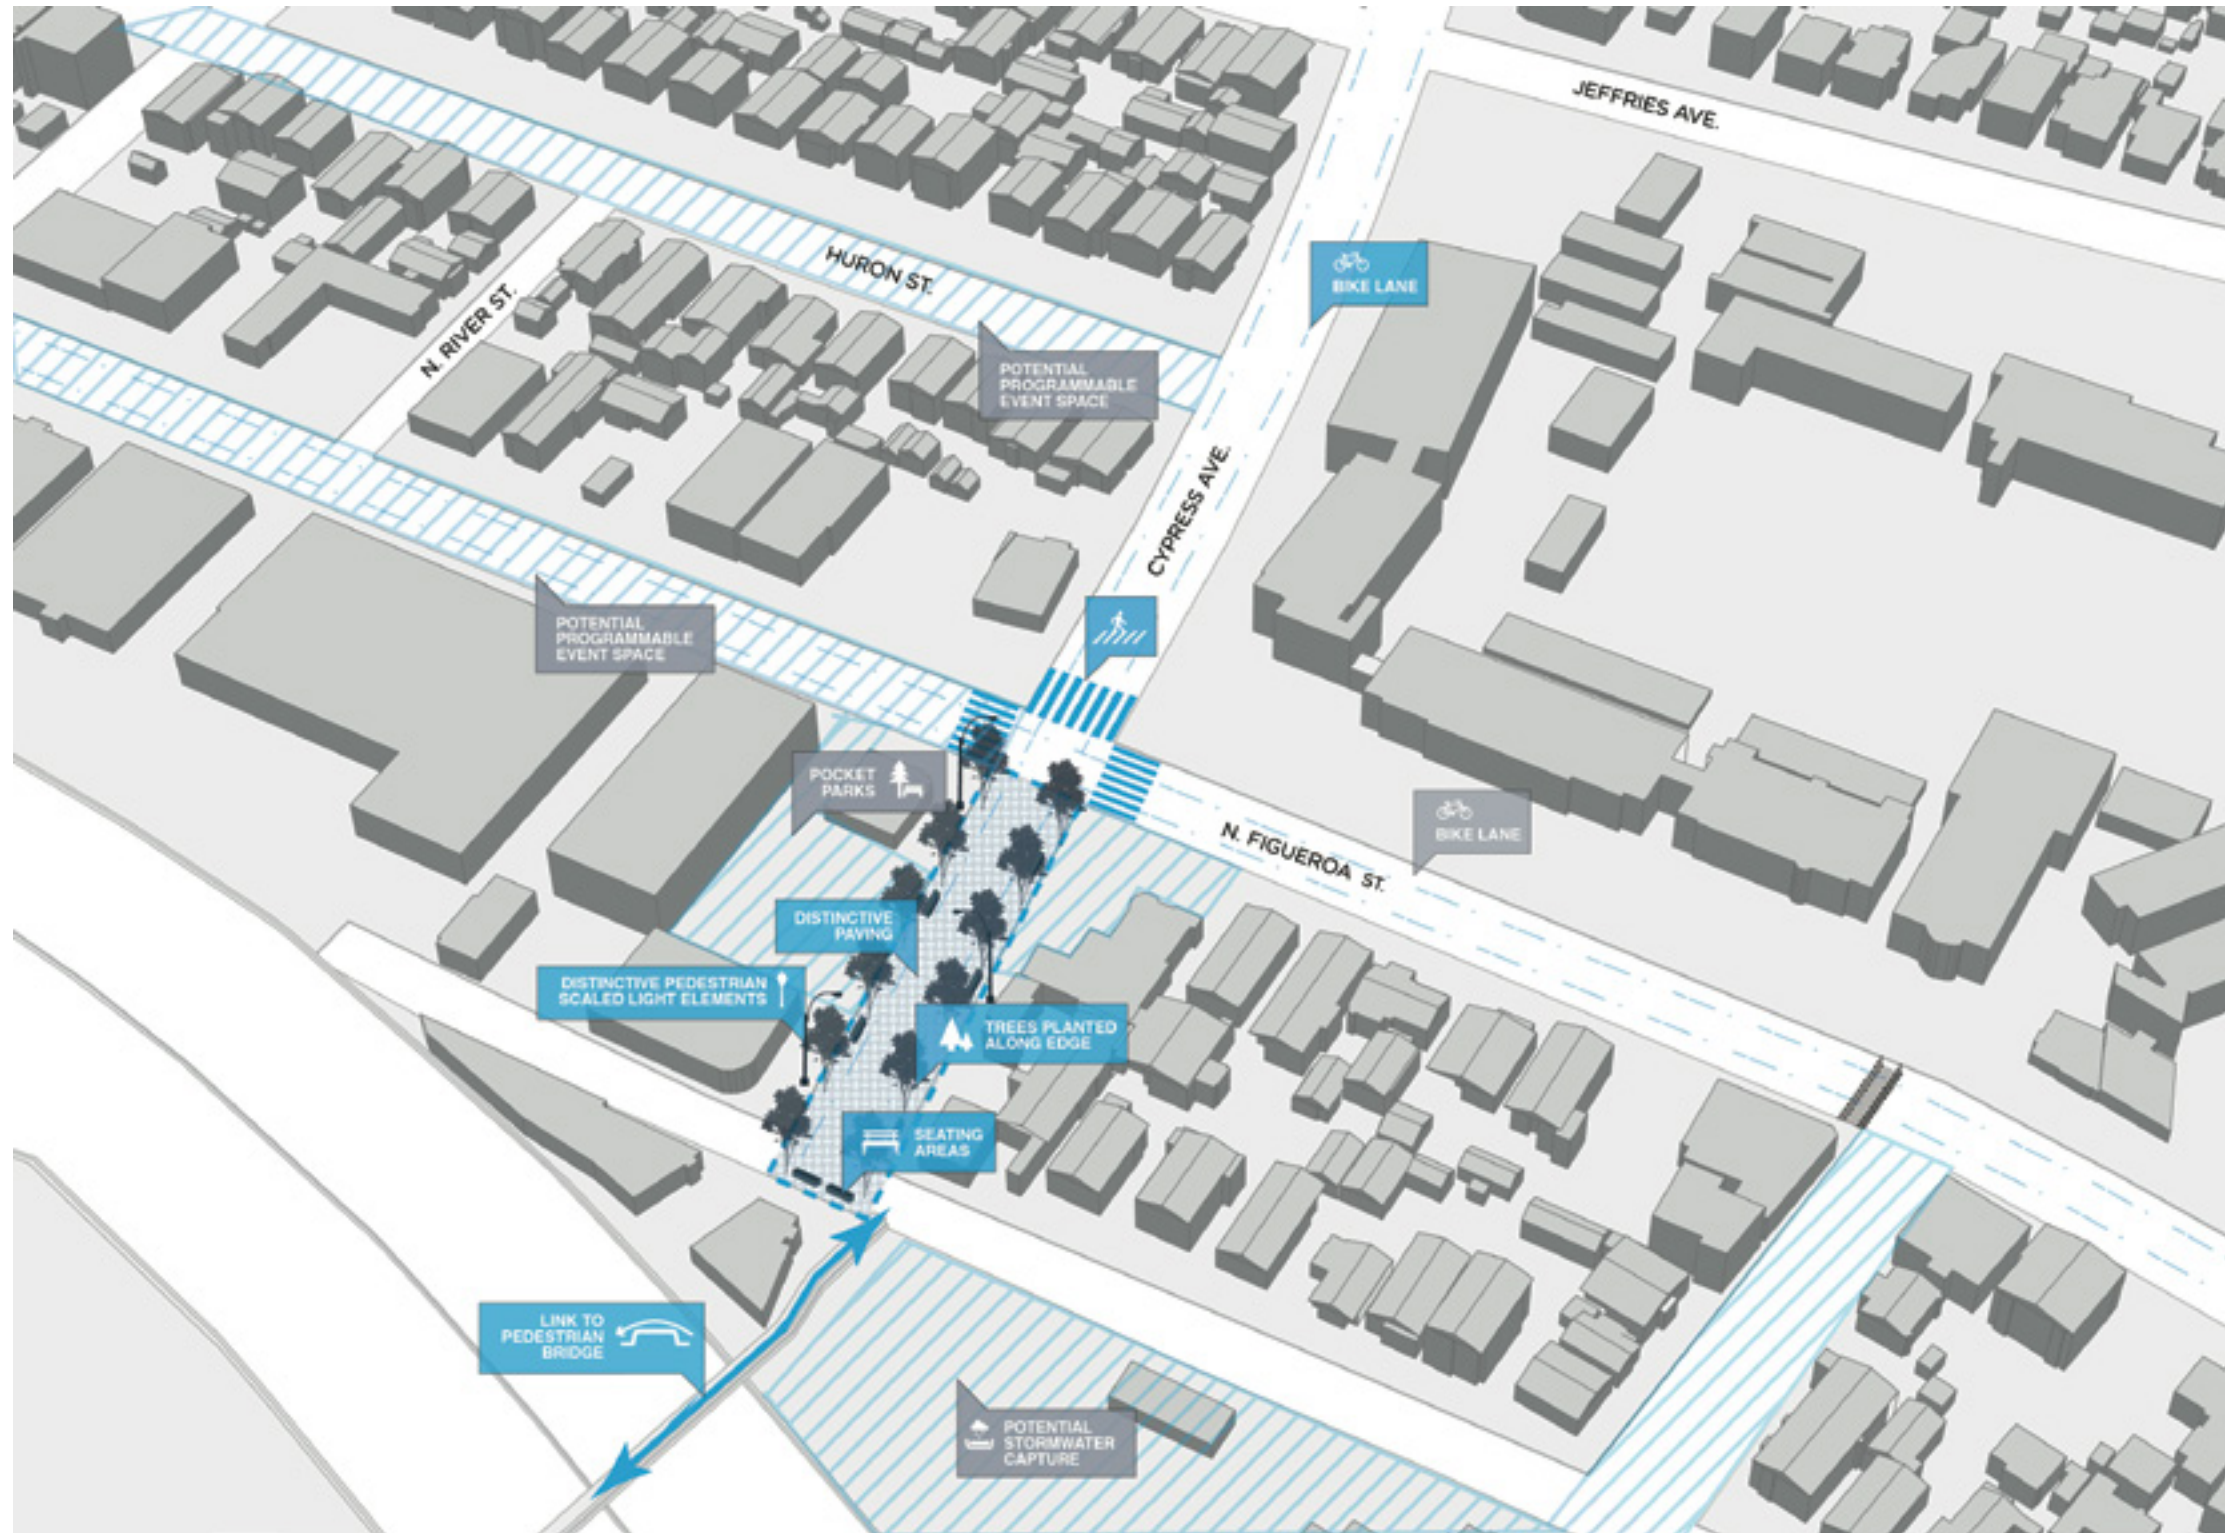 JEFFRIES AVE.
HURON ST.
BIKE LANE
N. RIVER ST.
POTENTIAL
PROGRAMMABLE
EVENT SPACE
CYPRESS AVE.
POTENTIAL
PROGRAMMABLE
EVENT SPACE
POCKET
PARKS
BIKE LANE
N. FIGUEROA ST.
DISTINCTIVE
PAVING
DISTINCTIVE PEDESTRIAN
SCALED LIGHT ELEMENTS
TREES PLANTED
ALONG EDGE
SEATING
AREAS
LINK TO
PEDESTRIAN
BRIDGE
POTENTIAL
STORMWATER
CAPTURE